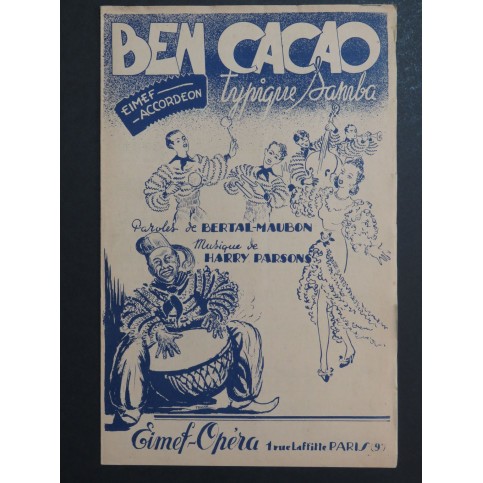 BEN CACAO
typique Samba
EIMEF
ACCORDEON
Paroles de BERTAL-MAUBON
Musique de
HARRY PARSONS
Eimef-Opéra 1 rue Laffitte PARIS (9e)